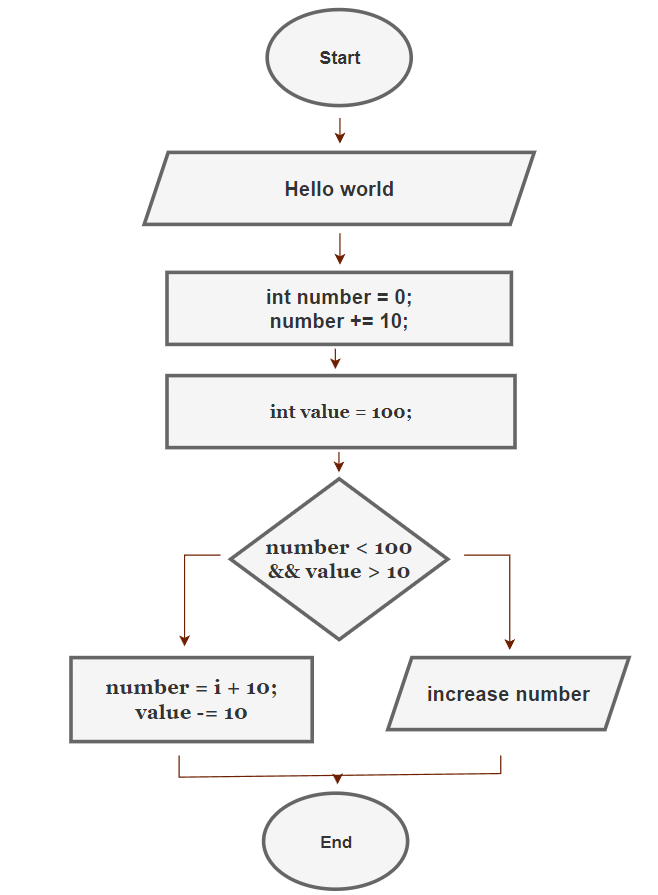 Start
Hello world
int number = 0;
number += 10;
int value = 100;
number < 100
&& value > 10
number = i + 10;
value -= 10
increase number
End